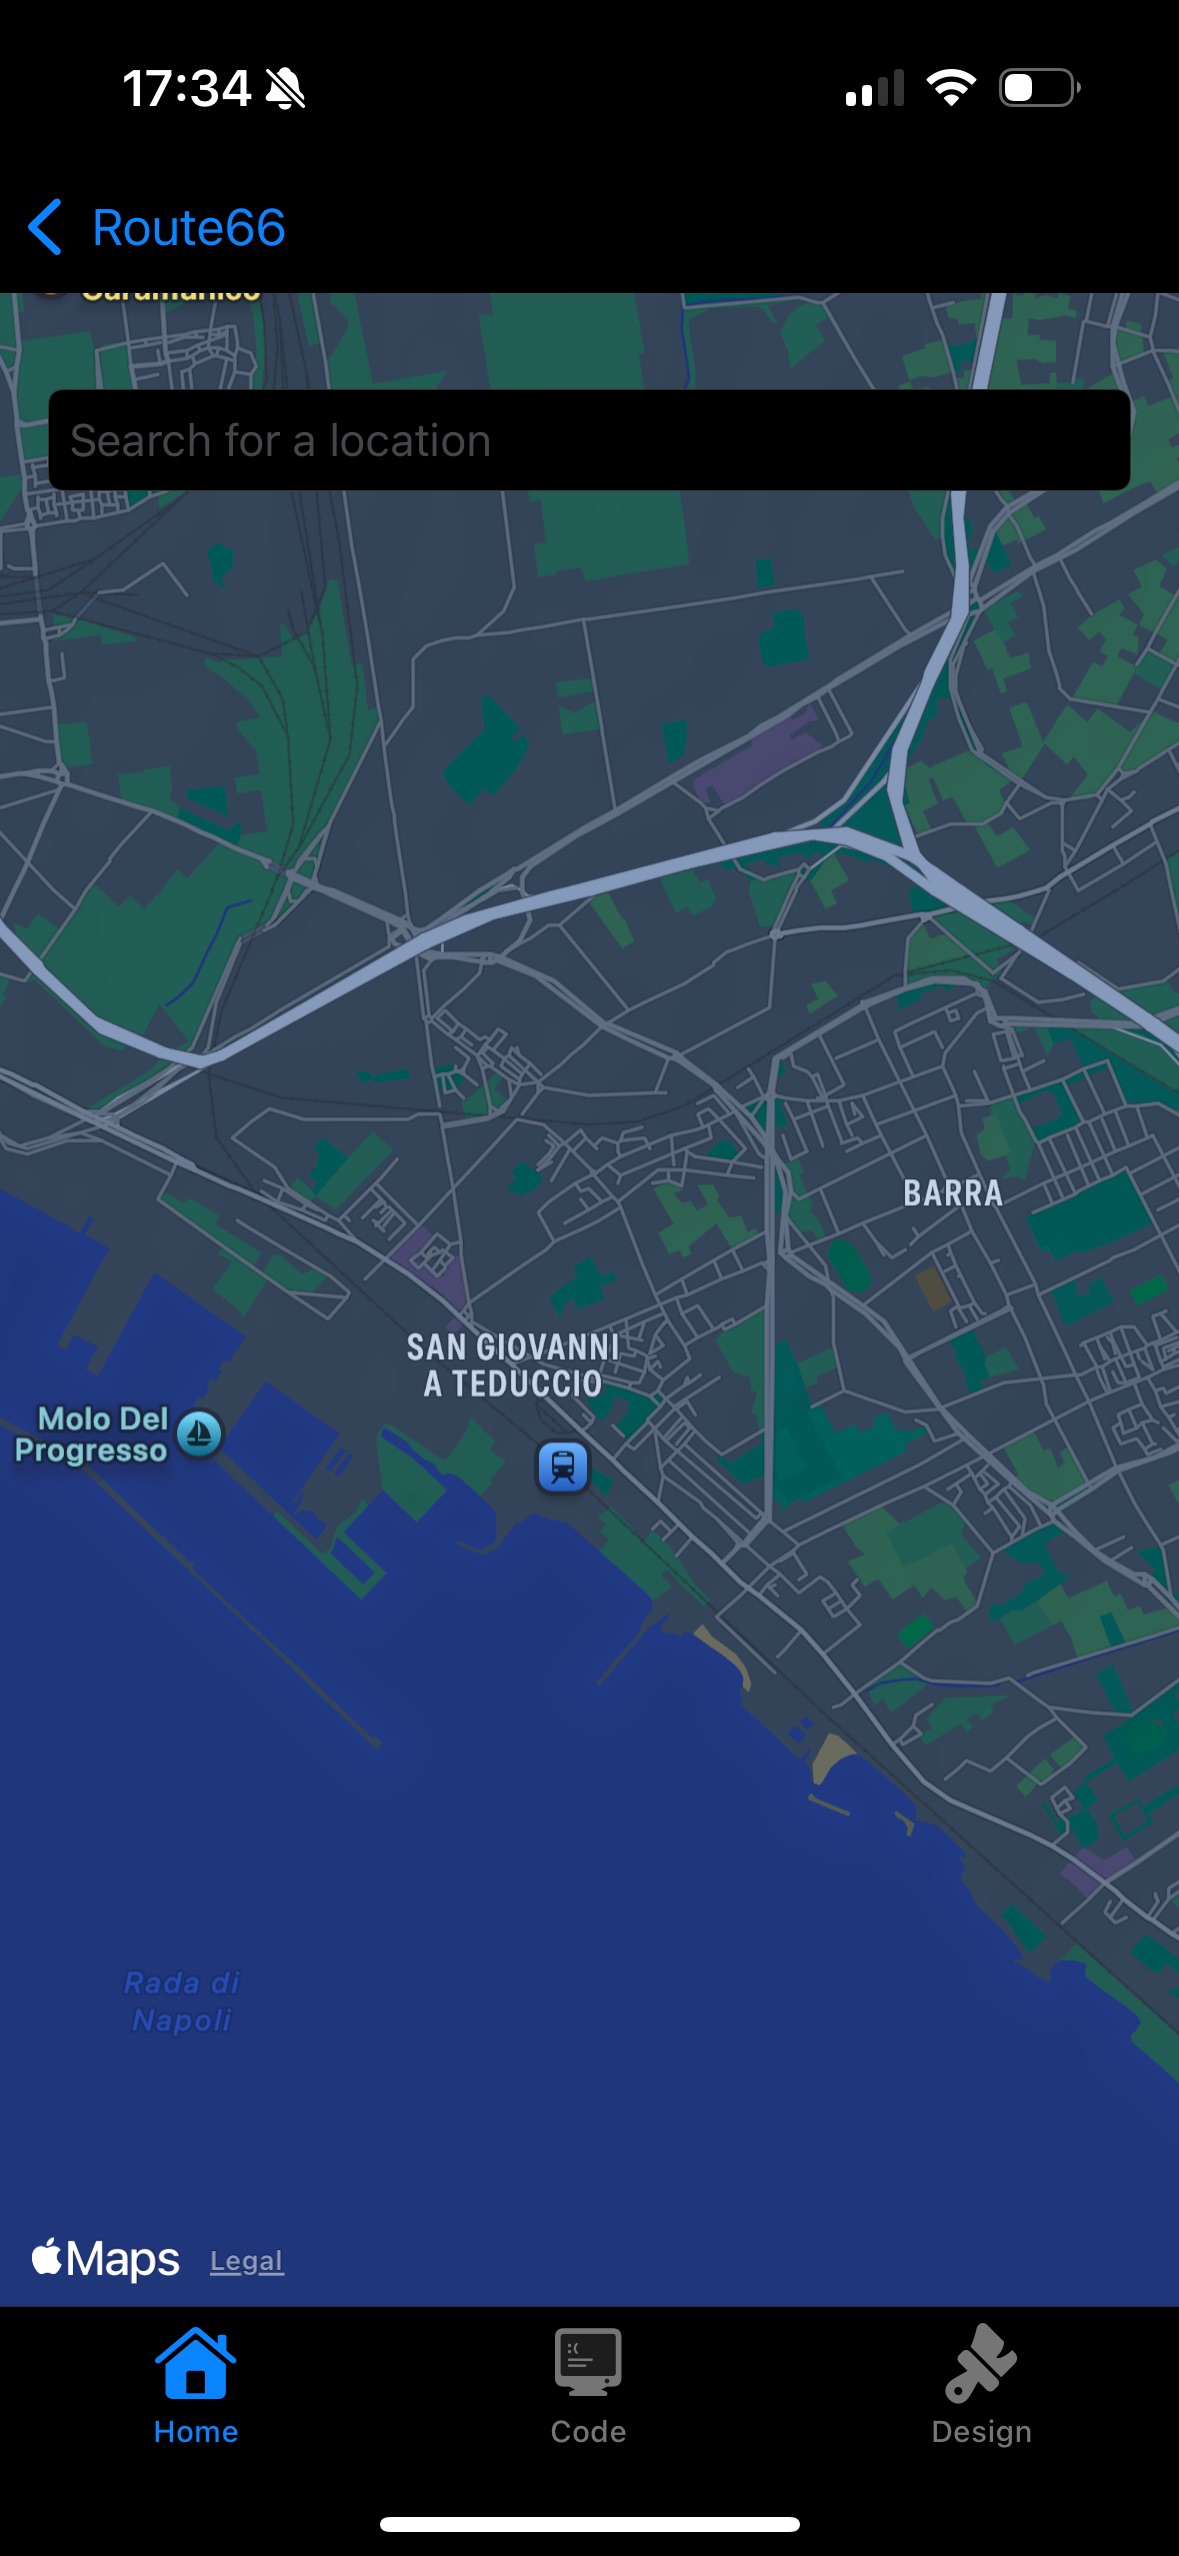 17:34
Route66
Caramanico
Search for a location
BARRA
SAN GIOVANNI
A TEDUCCIO
Molo Del
Progresso
Rada di
Napoli
Maps Legal
:(
Home Code Design